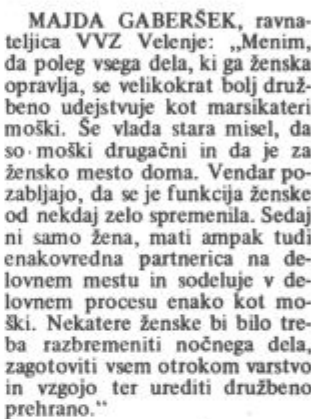 MAJDA GABERŠEK, ravna-
teljica VVZ Velenje: „Menim,
da poleg vsega dela, ki ga ženska
opravlja, se velikokrat bolj druž-
beno udejstvuje kot marsikateri
moški. Še vlada stara misel, da
so moški drugačni in da je za
žensko mesto doma. Vendar po-
zabljajo, da se je funkcija ženske
od nekdaj zelo spremenila. Sedaj
ni samo žena, mati ampak tudi
enakovredna partnerica na de-
lovnem mestu in sodeluje v de-
lovnem procesu enako kot mo-
ški. Nekatere ženske bi bilo tre-
ba razbremeniti nočnega dela,
zagotoviti vsem otrokom varstvo
in vzgojo ter urediti družbeno
prehrano.“